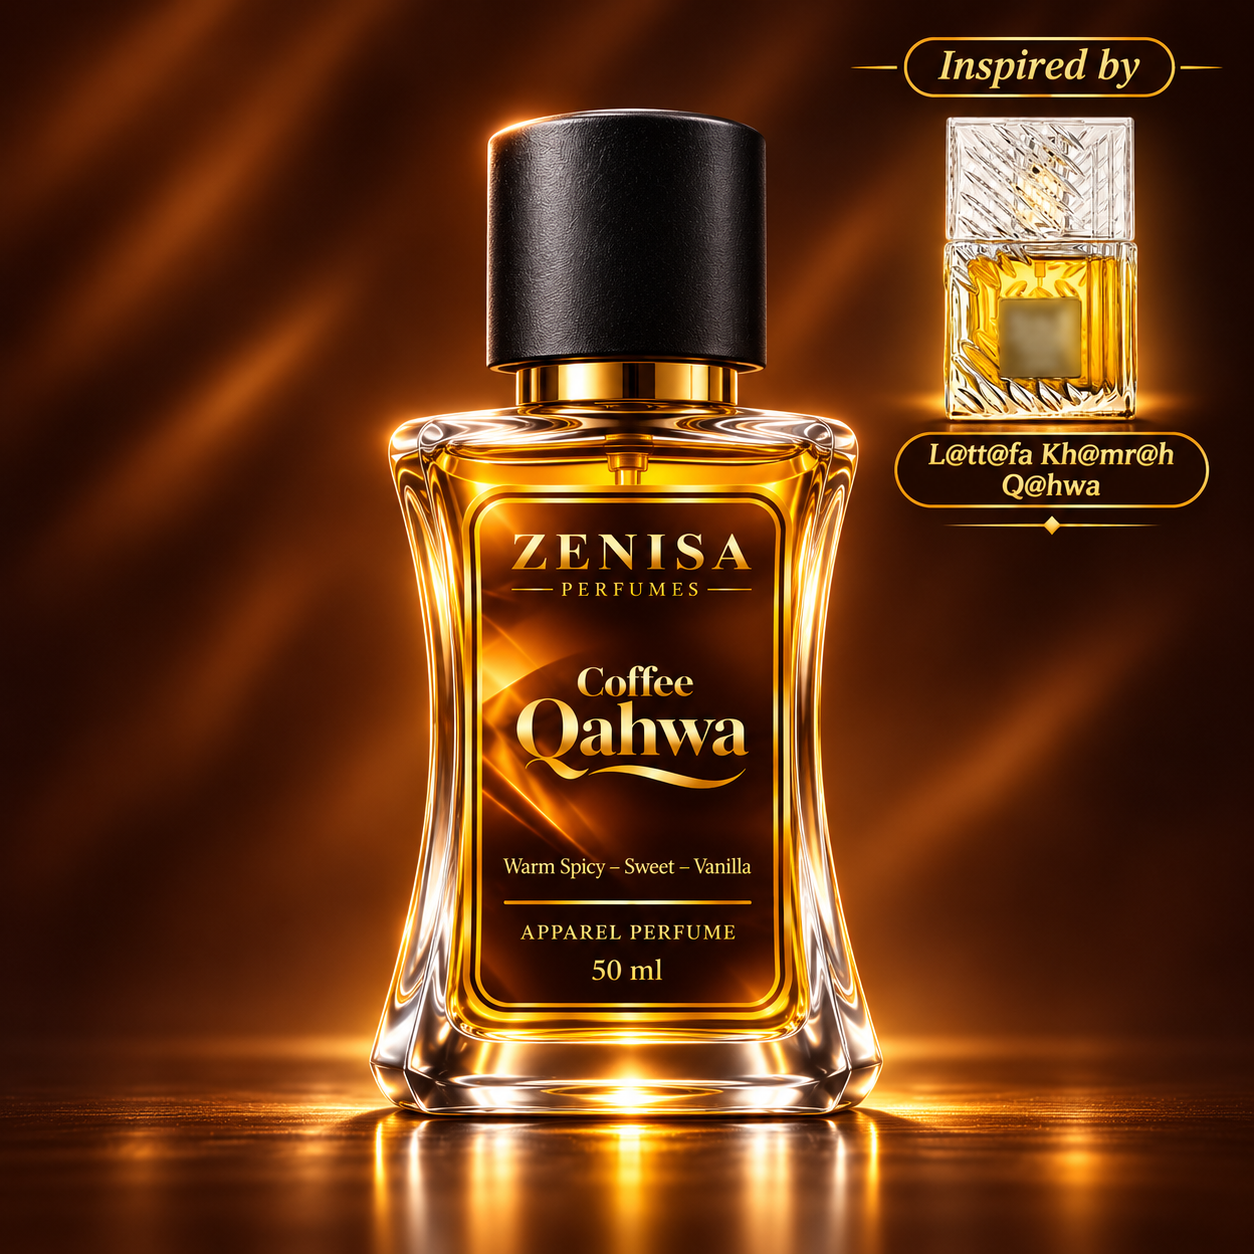 Inspired by
L@tt@fa Kh@mr@h
Q@hwa
ZENISA
PERFUMES
Coffee
Qahwa
Warm Spicy – Sweet – Vanilla
APPAREL PERFUME
50 ml